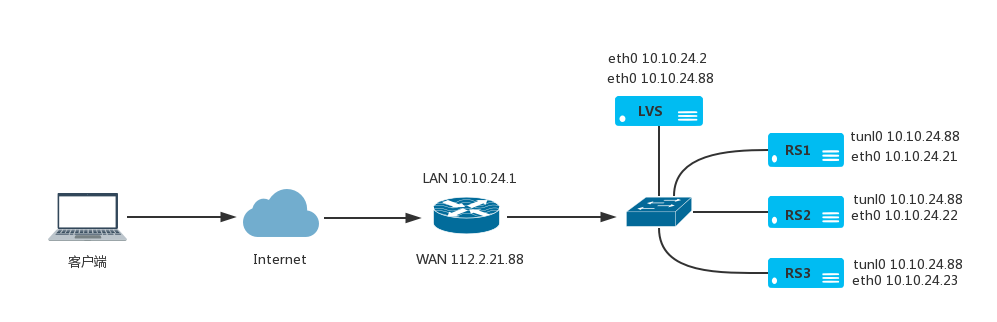 eth0 10.10.24.2
eth0 10.10.24.88
LVS
tunl0 10.10.24.88
RS1
eth0 10.10.24.21
LAN 10.10.24.1
tunl0 10.10.24.88
RS2
eth0 10.10.24.22
客户端
Internet
WAN 112.2.21.88
tunl0 10.10.24.88
RS3
eth0 10.10.24.23